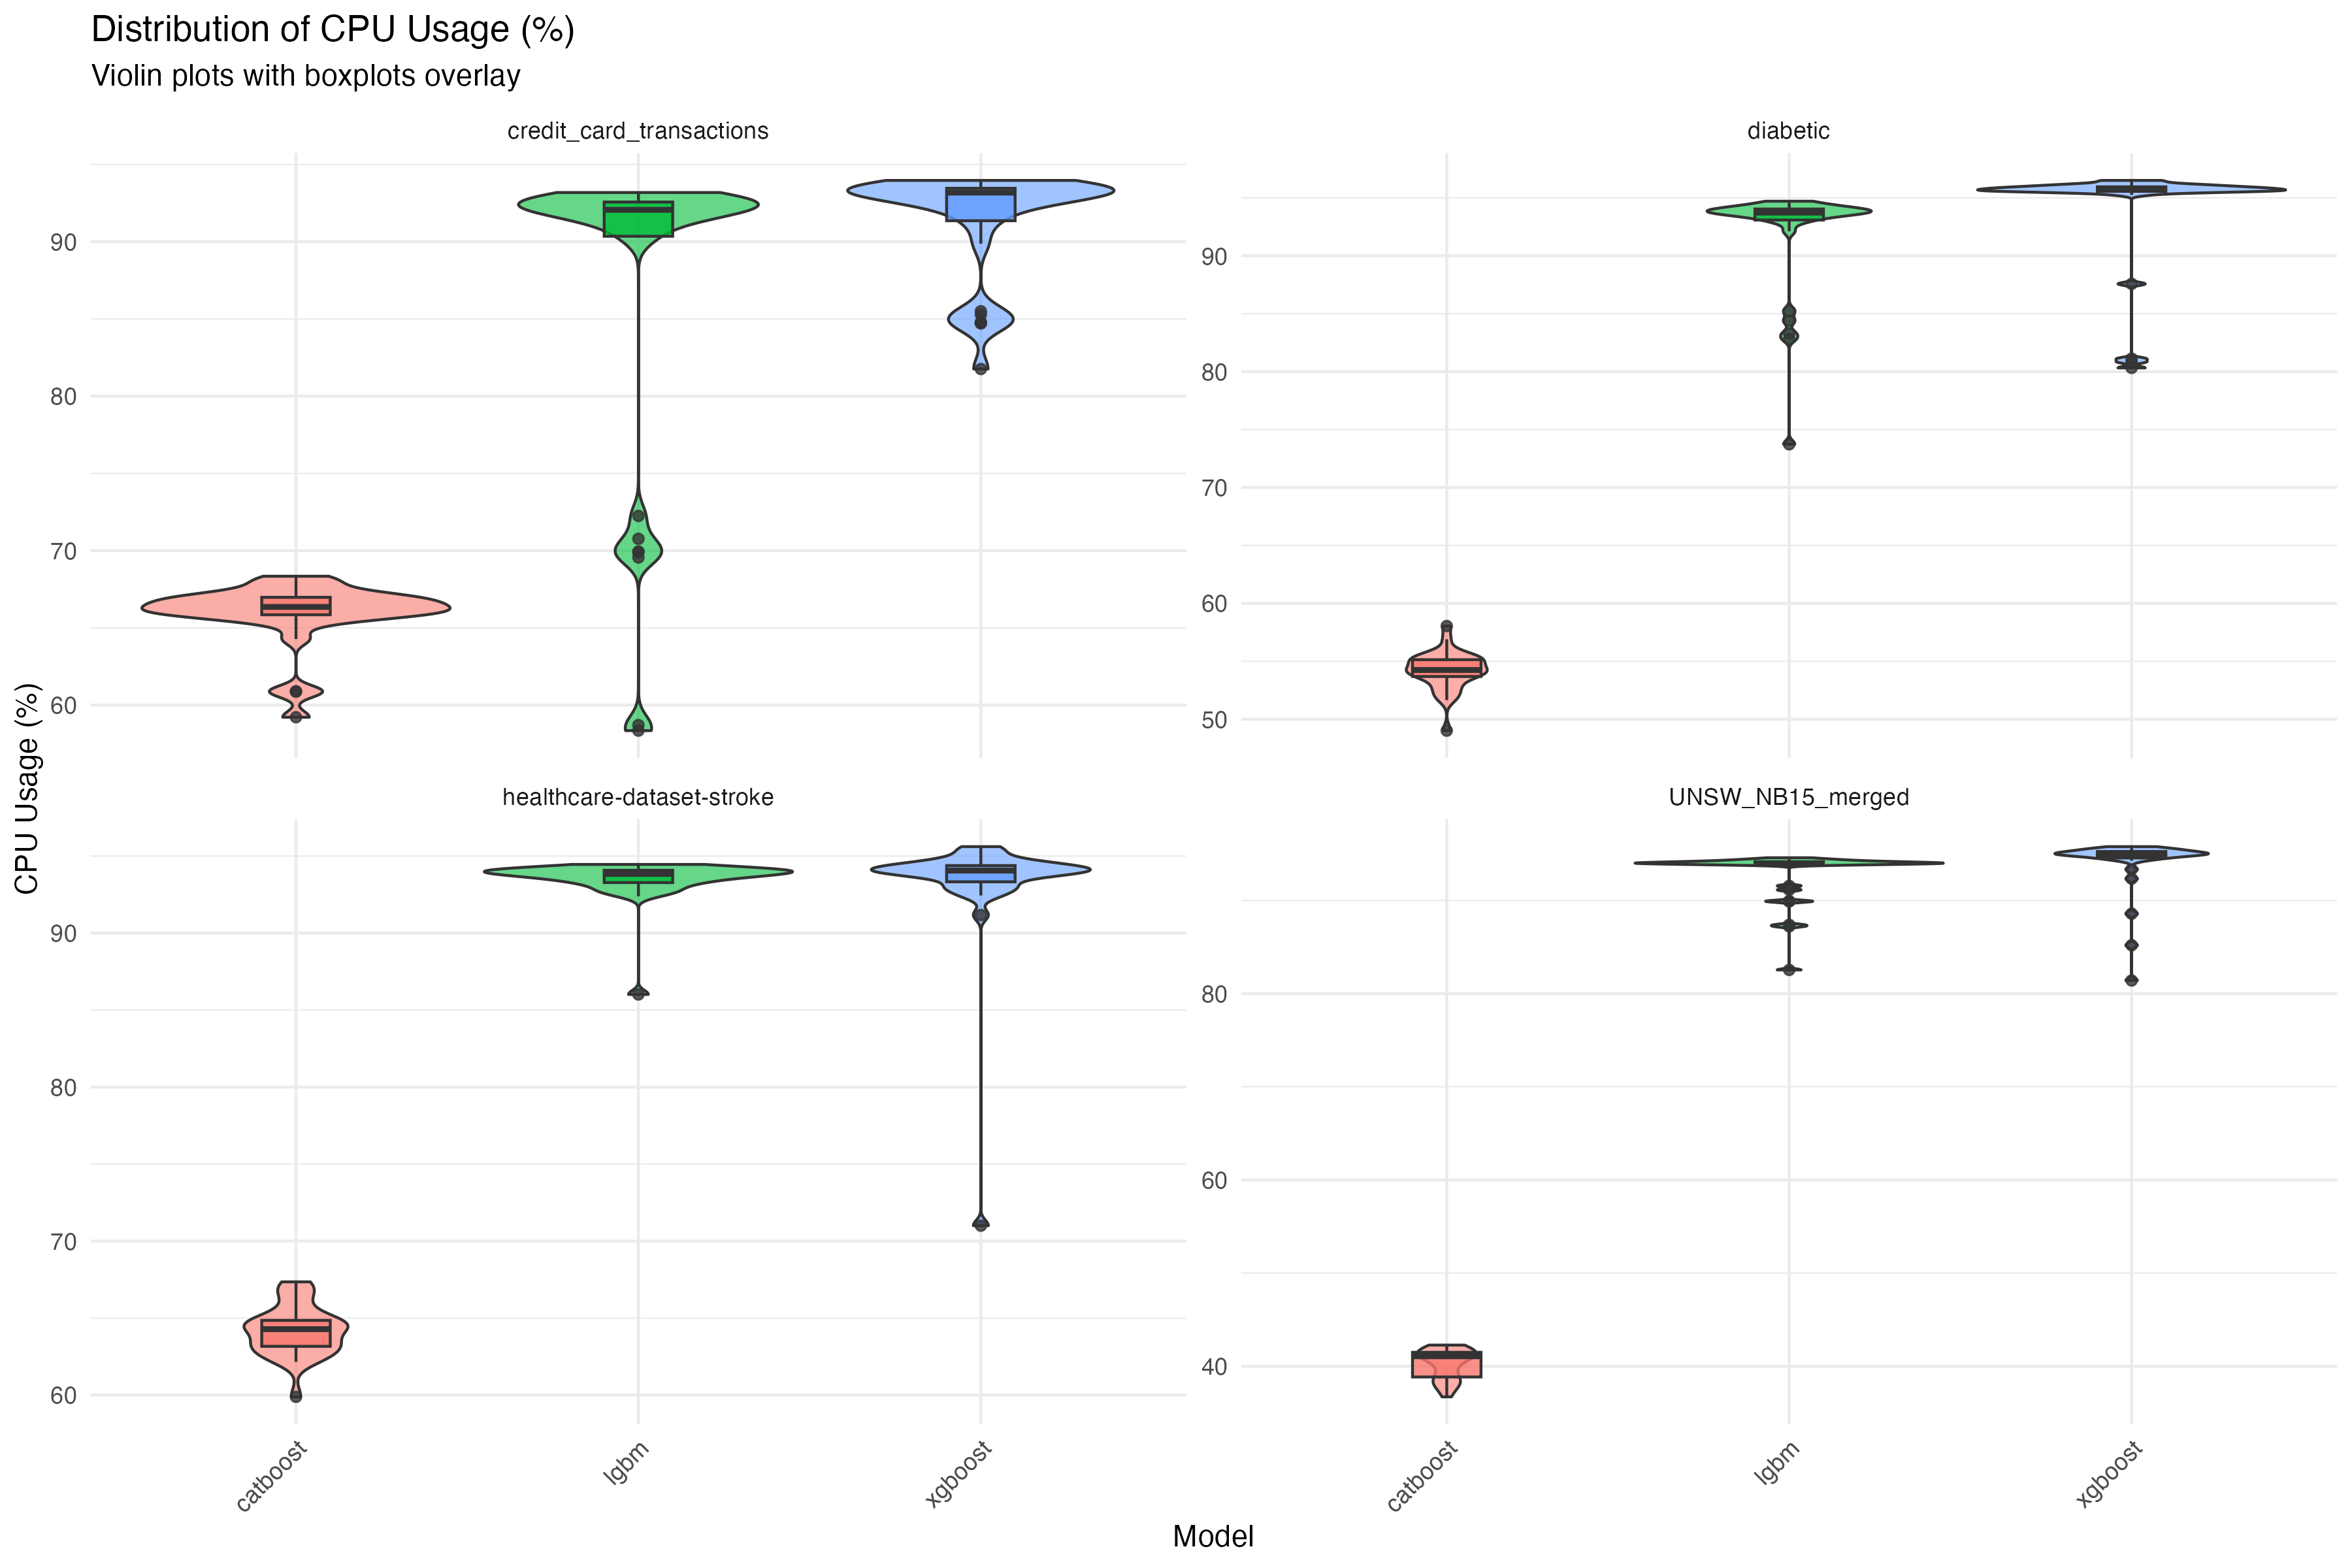 Distribution of CPU Usage (%)
Violin plots with boxplots overlay
credit_card_transactions
diabetic
90
80
70
60
90
80
70
60
50
CPU Usage (%)
healthcare-dataset-stroke
UNSW_NB15_merged
90
80
70
60
80
60
40
catboost
lgbm
xgboost
catboost
lgbm
xgboost
Model